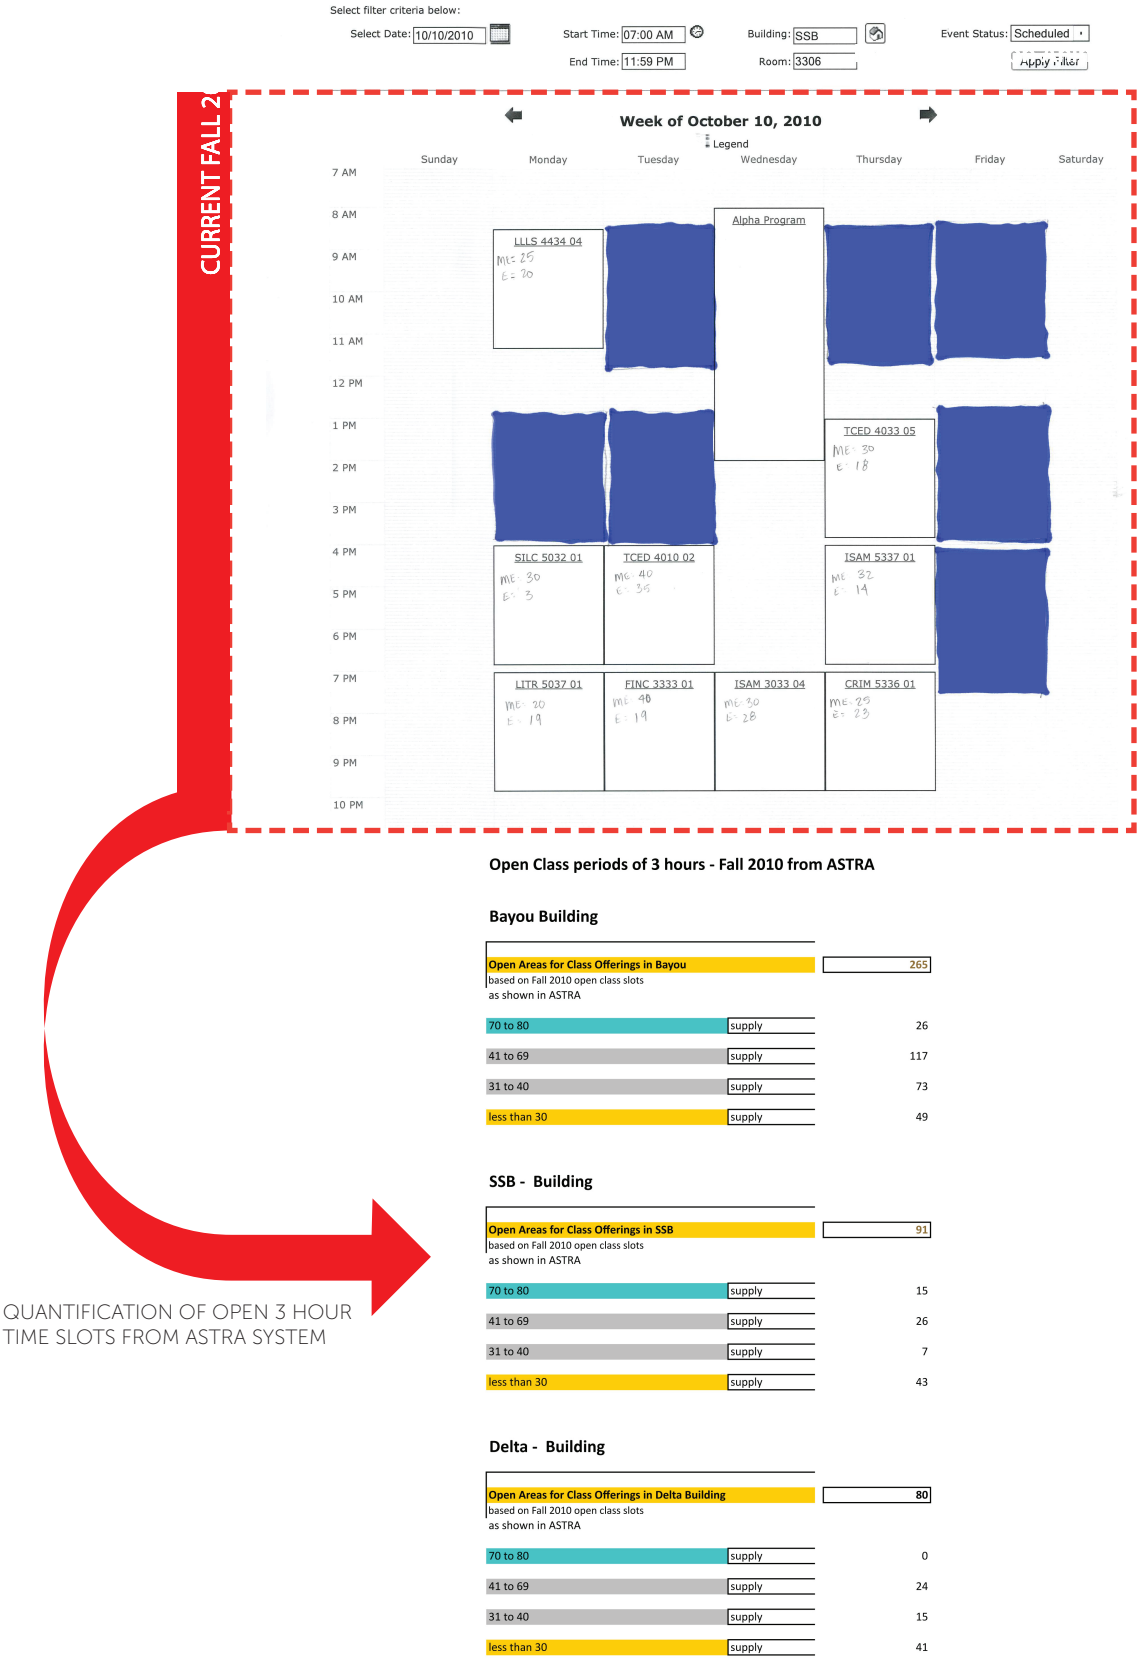 Select filter criteria below:
Select Date: 10/10/2010 Start Time: 07:00 AM Building: SSB Event Status: Scheduled
End Time: 11:59 PM Room: 3306 Apply Filter
CURRENT FALL
Week of October 10, 2010
Legend
Sunday Monday Tuesday Wednesday Thursday Friday Saturday
7 AM
8 AM
Alpha Program
LLLS 4434 04
9 AM
ME= 25
E= 20
10 AM
11 AM
12 PM
1 PM
TCED 4033 05
ME= 30
E= 18
2 PM
3 PM
4 PM
SILC 5032 01 TCED 4010 02 ISAM 5337 01
ME= 30 ME= 40 ME= 32
E= 3 E= 35 E= 14
5 PM
6 PM
7 PM
LITR 5037 01 FINC 3333 01 ISAM 3033 04 CRIM 5336 01
ME= 20 ME= 40 ME=30 ME=25
E= 19 E= 19 E= 28 E= 23
8 PM
9 PM
10 PM
Open Class periods of 3 hours - Fall 2010 from ASTRA
Bayou Building
Open Areas for Class Offerings in Bayou 265
based on Fall 2010 open class slots
as shown in ASTRA
70 to 80 supply 26
41 to 69 supply 117
31 to 40 supply 73
less than 30 supply 49
SSB - Building
Open Areas for Class Offerings in SSB 91
based on Fall 2010 open class slots
as shown in ASTRA
70 to 80 supply 15
41 to 69 supply 26
31 to 40 supply 7
less than 30 supply 43
QUANTIFICATION OF OPEN 3 HOUR
TIME SLOTS FROM ASTRA SYSTEM
Delta - Building
Open Areas for Class Offerings in Delta Building 80
based on Fall 2010 open class slots
as shown in ASTRA
70 to 80 supply 0
41 to 69 supply 24
31 to 40 supply 15
less than 30 supply 41